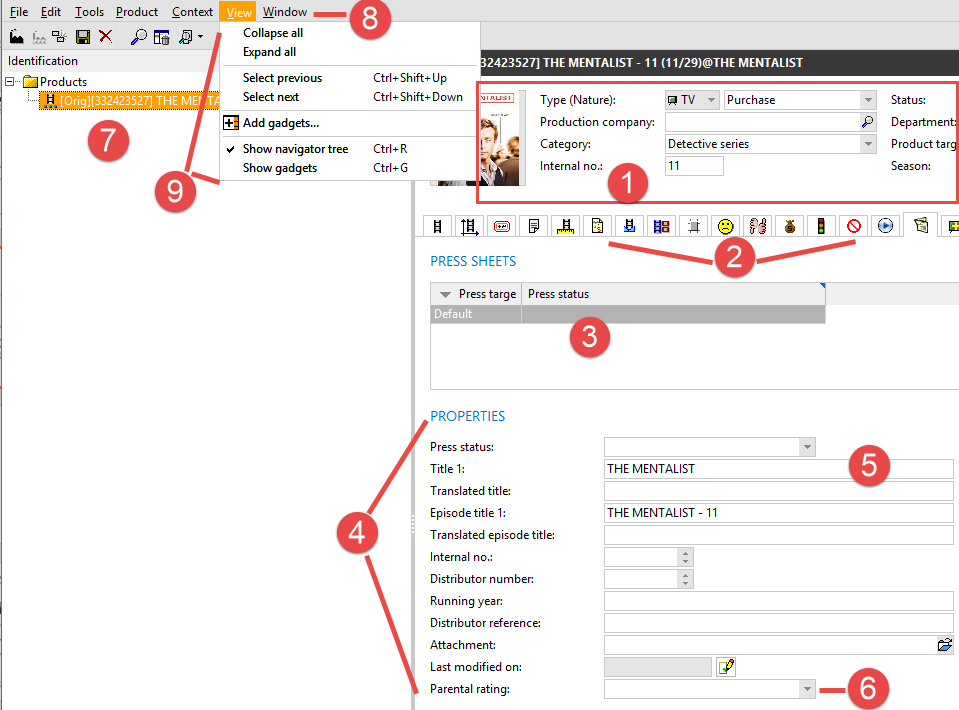 File Edit Tools Product Context View Window 8
Collapse all
Expand all
Select previous Ctrl+Shift+Up
Select next Ctrl+Shift+Down
Add gadgets...
Show navigator tree Ctrl+R
Show gadgets Ctrl+G
9
Identification
Products
[Orig][332423527] THE MENTA
7
332423527] THE MENTALIST - 11 (11/29)@THE MENTALIST
NTALIST
Type (Nature): TV Purchase Status:
Production company: Department:
Category: Detective series Product targ
Internal no.: 11 Season:
1
2
PRESS SHEETS
Press targe Press status
Default
3
PROPERTIES
Press status:
Title 1: THE MENTALIST
5
Translated title:
Episode title 1: THE MENTALIST - 11
Translated episode title:
4
Internal no.:
Distributor number:
Running year:
Distributor reference:
Attachment:
Last modified on:
Parental rating:
6